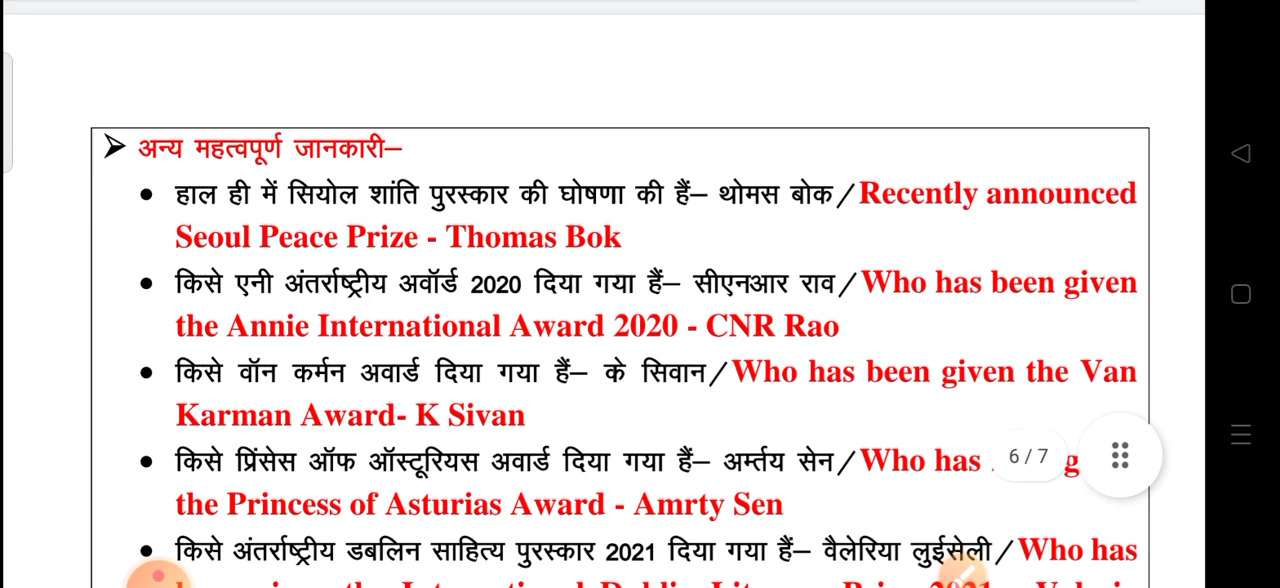 ➢ अन्य महत्वपूर्ण जानकारी–
• हाल ही में सियोल शांति पुरस्कार की घोषणा की हैं– थोमस बोक/Recently announced
Seoul Peace Prize - Thomas Bok
• किसे एनी अंतर्राष्ट्रीय अवॉर्ड 2020 दिया गया हैं– सीएनआर राव/Who has been given
the Annie International Award 2020 - CNR Rao
• किसे वॉन कर्मन अवार्ड दिया गया हैं– के सिवान/Who has been given the Van
Karman Award- K Sivan
• किसे प्रिंसेस ऑफ ऑस्टूरियस अवार्ड दिया गया हैं– अर्मत्य सेन/Who has
6/7
the Princess of Asturias Award - Amrty Sen
• किसे अंतर्राष्ट्रीय डबलिन साहित्य पुरस्कार 2021 दिया गया हैं– वैलेरिया लुईसेली/Who has